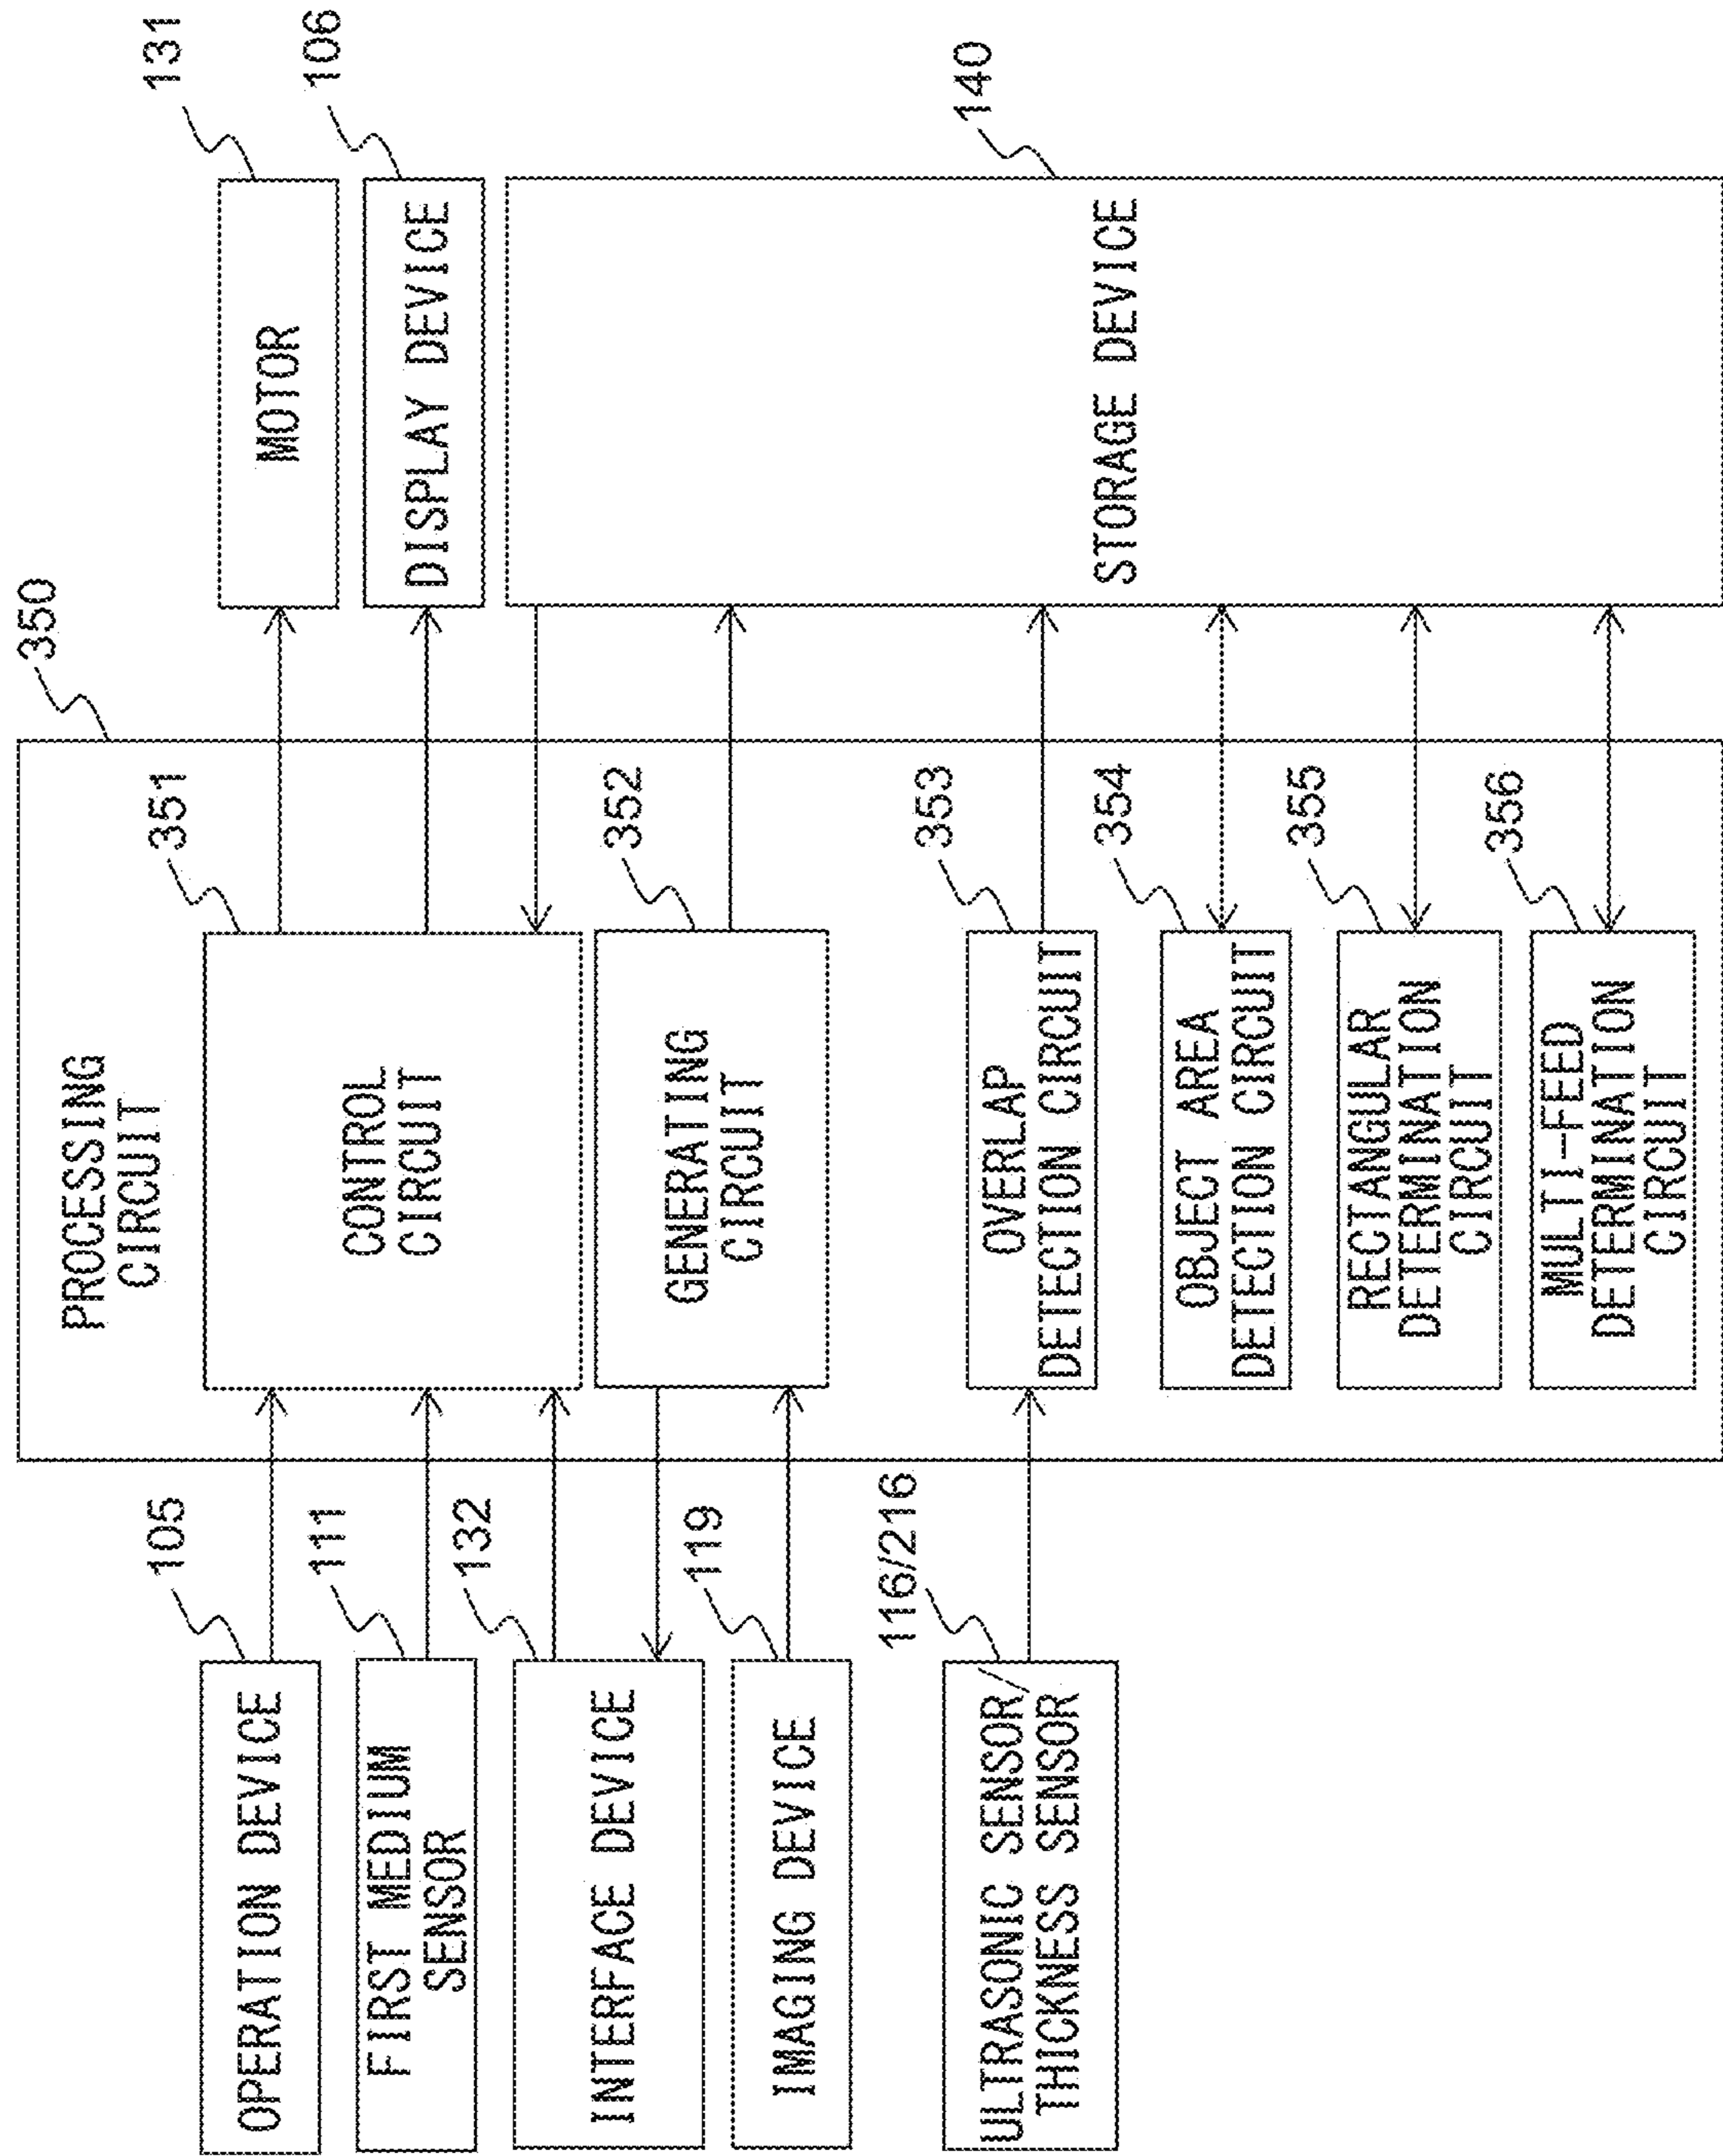 350
PROCESSING
CIRCUIT
105
OPERATION DEVICE
111
FIRST MEDIUM
SENSOR
132
INTERFACE DEVICE
119
IMAGING DEVICE
116/216
ULTRASONIC SENSOR/
THICKNESS SENSOR
351
CONTROL
CIRCUIT
352
GENERATING
CIRCUIT
353
OVERLAP
DETECTION CIRCUIT
354
OBJECT AREA
DETECTION CIRCUIT
355
RECTANGULAR
DETERMINATION
CIRCUIT
356
MULTI-FEED
DETERMINATION
CIRCUIT
131
MOTOR
106
DISPLAY DEVICE
140
STORAGE DEVICE